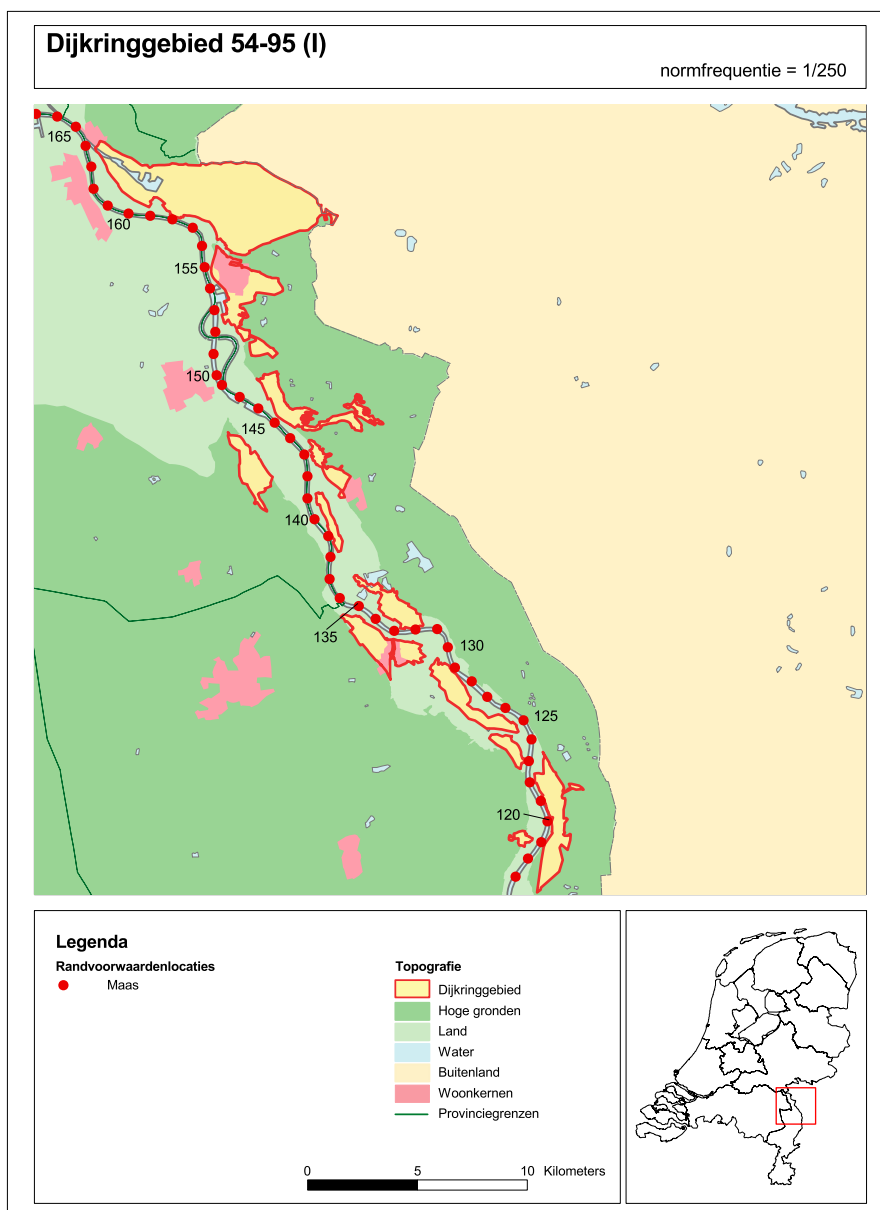 Dijkringgebied 54-95 (I)
normfrequentie = 1/250
165
160
155
150
145
140
135
130
125
120
Legenda
Randvoorwaardenlocaties
Maas
Topografie
Dijkringgebied
Hoge gronden
Land
Water
Buitenland
Woonkernen
Provinciegrenzen
0 5 10 Kilometers